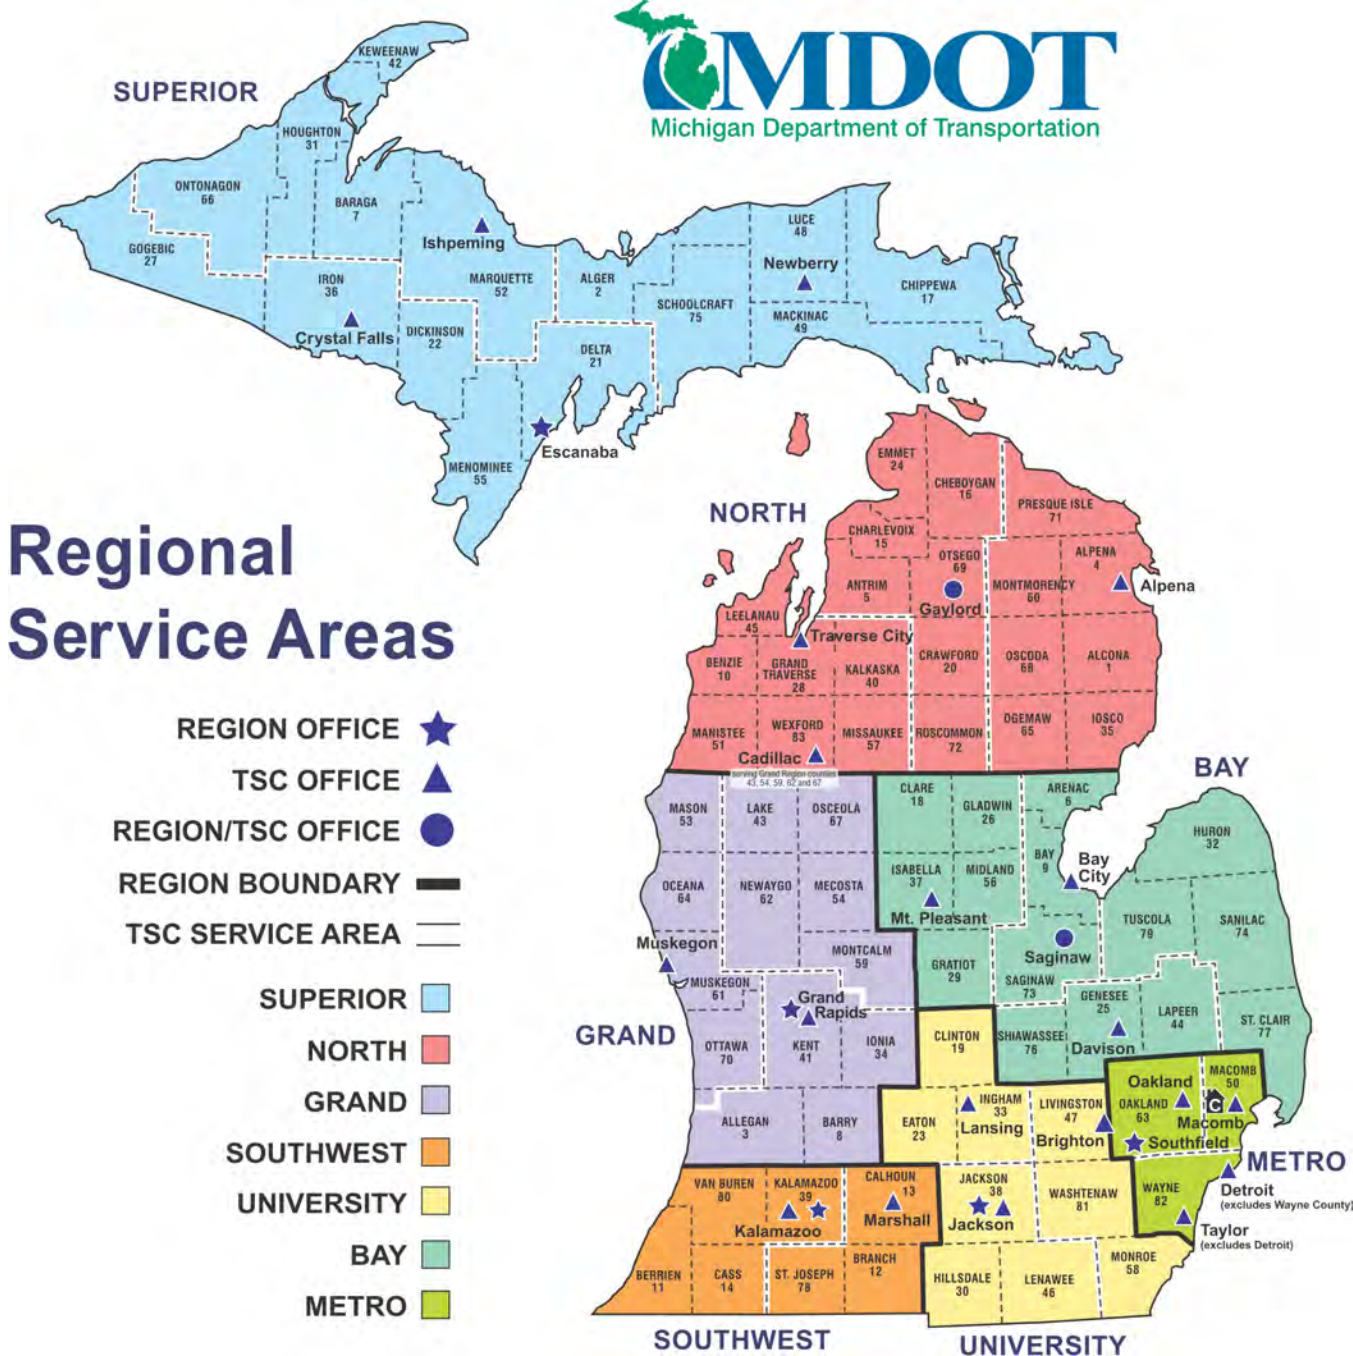 MDOT
Michigan Department of Transportation
SUPERIOR
KEWEENAW
42
HOUGHTON
31
ONTONAGON
66
BARAGA
7
GOGEBIC
27
Ishpeming
IRON
36
MARQUETTE
52
ALGER
2
LUCE
48
Newberry
CHIPPEWA
17
SCHOOLCRAFT
75
MACKINAC
49
Crystal Falls
DICKINSON
22
DELTA
21
Escanaba
MENOMINEE
55
Regional
Service Areas
REGION OFFICE
TSC OFFICE
REGION/TSC OFFICE
REGION BOUNDARY
TSC SERVICE AREA
SUPERIOR
NORTH
GRAND
SOUTHWEST
UNIVERSITY
BAY
METRO
NORTH
EMMET
24
CHEBOYGAN
16
PRESQUE ISLE
71
CHARLEVOIX
15
OTSEGO
69
ALPENA
4
Alpena
ANTRIM
5
Gaylord
MONTMORENCY
60
LEELANAU
45
Traverse City
BENZIE
10
GRAND
TRAVERSE
28
KALKASKA
40
CRAWFORD
20
OSCODA
68
ALCONA
1
MANISTEE
51
WEXFORD
83
MISSAUKEE
57
ROSCOMMON
72
OGEMAW
65
IOSCO
35
Cadillac
serving Grand Region counties
43, 54, 59, 62 and 67
BAY
MASON
53
LAKE
43
OSCEOLA
67
CLARE
18
GLADWIN
26
ARENAC
6
HURON
32
OCEANA
64
NEWAYGO
62
MECOSTA
54
ISABELLA
37
MIDLAND
56
BAY
9
Bay
City
Mt. Pleasant
TUSCOLA
79
SANILAC
74
Muskegon
MUSKEGON
61
MONTCALM
59
GRATIOT
29
Saginaw
SAGINAW
73
GRAND
Grand
Rapids
OTTAWA
70
KENT
41
IONIA
34
CLINTON
19
SHIAWASSEE
76
GENESEE
25
Davison
LAPEER
44
ST. CLAIR
77
ALLEGAN
3
BARRY
8
EATON
23
INGHAM
33
Lansing
LIVINGSTON
47
Brighton
Oakland
OAKLAND
63
Southfield
MACOMB
50
C
Macomb
METRO
VAN BUREN
80
KALAMAZOO
39
Kalamazoo
CALHOUN
13
Marshall
JACKSON
38
Jackson
WASHTENAW
81
WAYNE
82
Detroit
(excludes Wayne County)
Taylor
(excludes Detroit)
BERRIEN
11
CASS
14
ST. JOSEPH
78
BRANCH
12
HILLSDALE
30
LENAWEE
46
MONROE
58
SOUTHWEST
UNIVERSITY